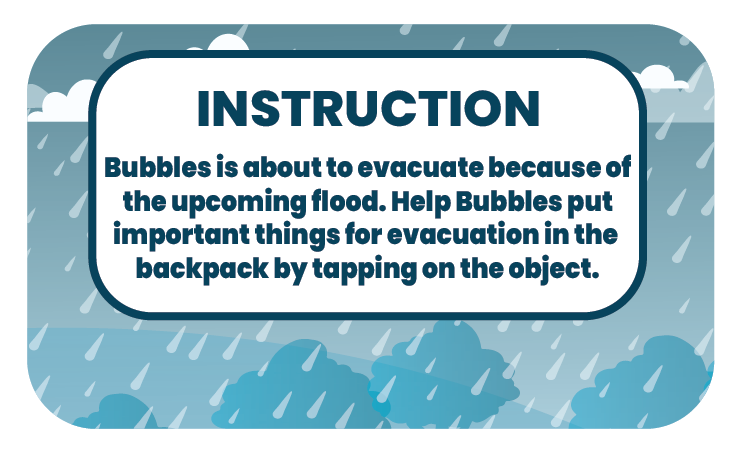 INSTRUCTION
Bubbles is about to evacuate because of
the upcoming flood. Help Bubbles put
important things for evacuation in the
backpack by tapping on the object.